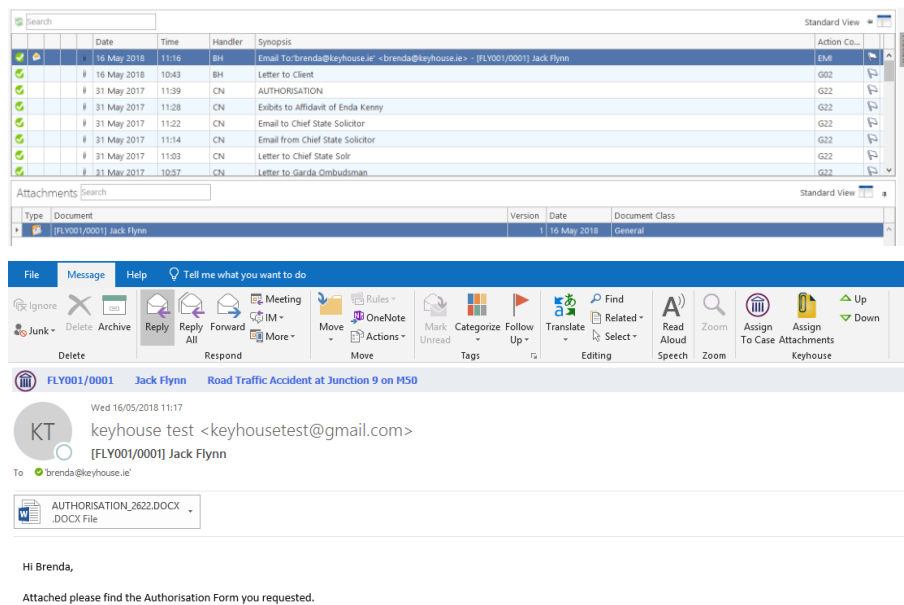 Search Standard View
Date Time Handler Synopsis Action Co...
16 May 2018 11:16 BH Email To:'brenda@keyhouse.ie' <brenda@keyhouse.ie> - [FLY001/0001] Jack Flynn EMI
16 May 2018 10:43 BH Letter to Client G02
31 May 2017 11:39 CN AUTHORISATION G22
31 May 2017 11:28 CN Exibits to Affidavit of Enda Kenny G22
31 May 2017 11:22 CN Email to Chief State Solicitor G22
31 May 2017 11:14 CN Email from Chief State Solicitor G22
31 May 2017 11:03 CN Letter to Chief State Solr G22
31 May 2017 10:57 CN Letter to Garda Ombudsman G22
Attachments Search Standard View
Type Document Version Date Document Class
[FLY001/0001] Jack Flynn 1 16 May 2018 General
File Message Help Tell me what you want to do
Ignore
Junk
Delete
Archive
Reply
Reply All
Forward
Meeting
IM
More
Move
Rules
OneNote
Actions
Mark Unread
Categorize
Follow Up
Translate
Find
Related
Select
Read Aloud
Zoom
Assign To Case
Assign Attachments
Up
Down
Delete Respond Move Tags Editing Speech Zoom Keyhouse
FLY001/0001 Jack Flynn Road Traffic Accident at Junction 9 on M50
Wed 16/05/2018 11:17
KT
keyhouse test <keyhousetest@gmail.com>
[FLY001/0001] Jack Flynn
To 'brenda@keyhouse.ie'
AUTHORISATION_2622.DOCX
.DOCX File
Hi Brenda,
Attached please find the Authorisation Form you requested.